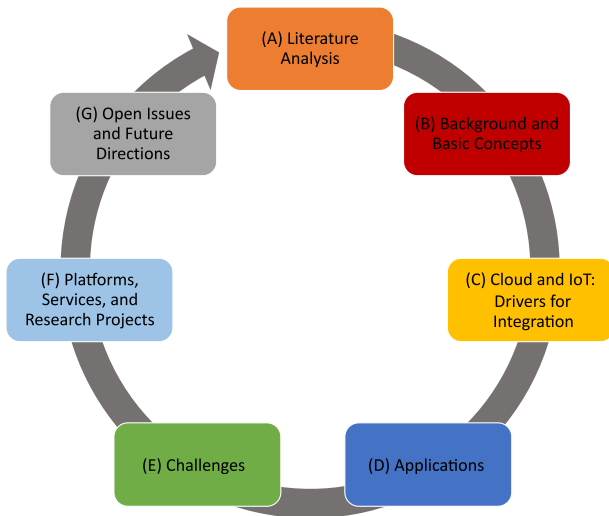 (A) Literature
Analysis
(B) Background and
Basic Concepts
(C) Cloud and IoT:
Drivers for
Integration
(D) Applications
(E) Challenges
(F) Platforms,
Services, and
Research Projects
(G) Open Issues
and Future
Directions